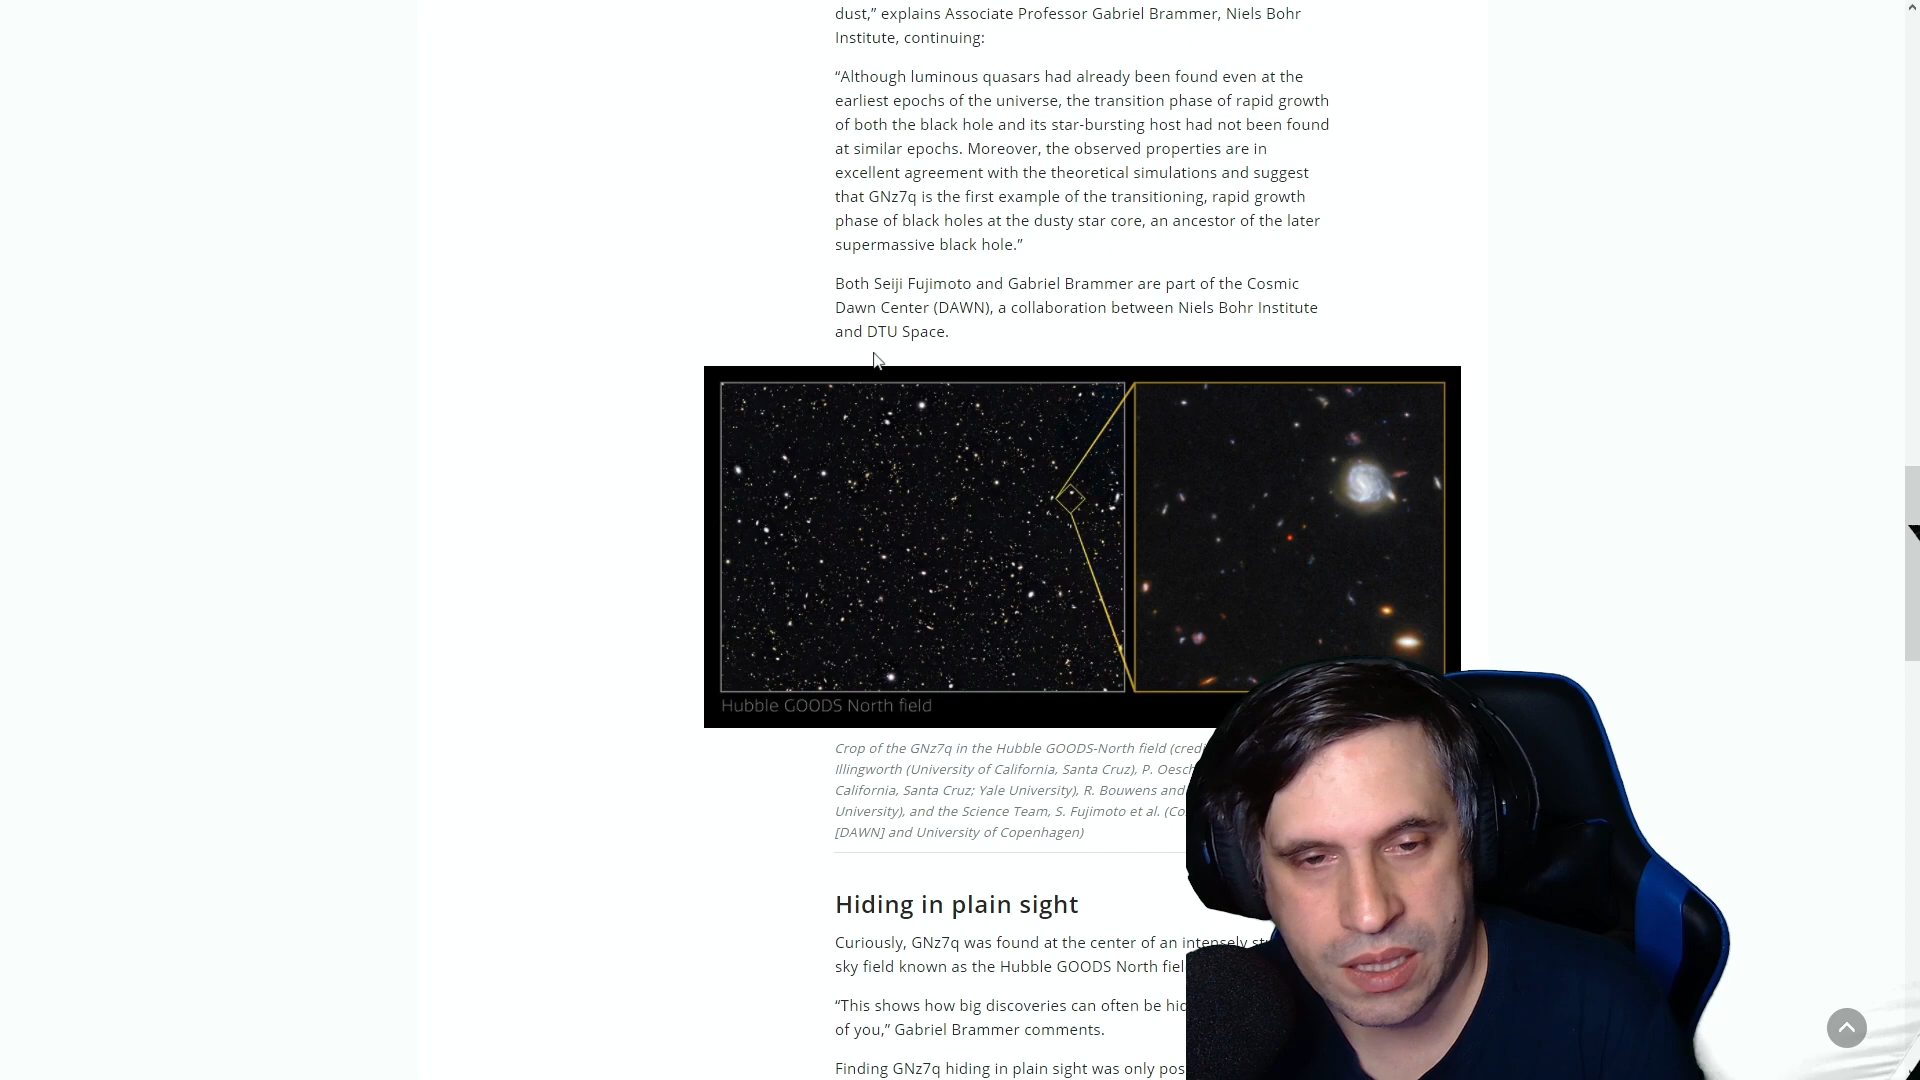 dust,” explains Associate Professor Gabriel Brammer, Niels Bohr
Institute, continuing:
“Although luminous quasars had already been found even at the
earliest epochs of the universe, the transition phase of rapid growth
of both the black hole and its star-bursting host had not been found
at similar epochs. Moreover, the observed properties are in
excellent agreement with the theoretical simulations and suggest
that GNz7q is the first example of the transitioning, rapid growth
phase of black holes at the dusty star core, an ancestor of the later
supermassive black hole.”
Both Seiji Fujimoto and Gabriel Brammer are part of the Cosmic
Dawn Center (DAWN), a collaboration between Niels Bohr Institute
and DTU Space.
Hubble GOODS North field
Crop of the GNz7q in the Hubble GOODS-North field
Illingworth (University of California, Santa Cruz), P. Oesch
California, Santa Cruz; Yale University), R. Bouwens and
University), and the Science Team, S. Fujimoto et al.
[DAWN] and University of Copenhagen)
Hiding in plain sight
Curiously, GNz7q was found at the center of an intensely
sky field known as the Hubble GOODS North
“This shows how big discoveries can often be
of you,” Gabriel Brammer comments.
Finding GNz7q hiding in plain sight was only